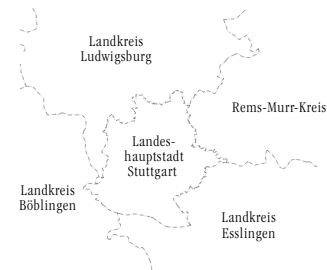 Landkreis
Ludwigsburg
Rems-Murr-Kreis
Landes-
hauptstadt
Stuttgart
Landkreis
Böblingen
Landkreis
Esslingen